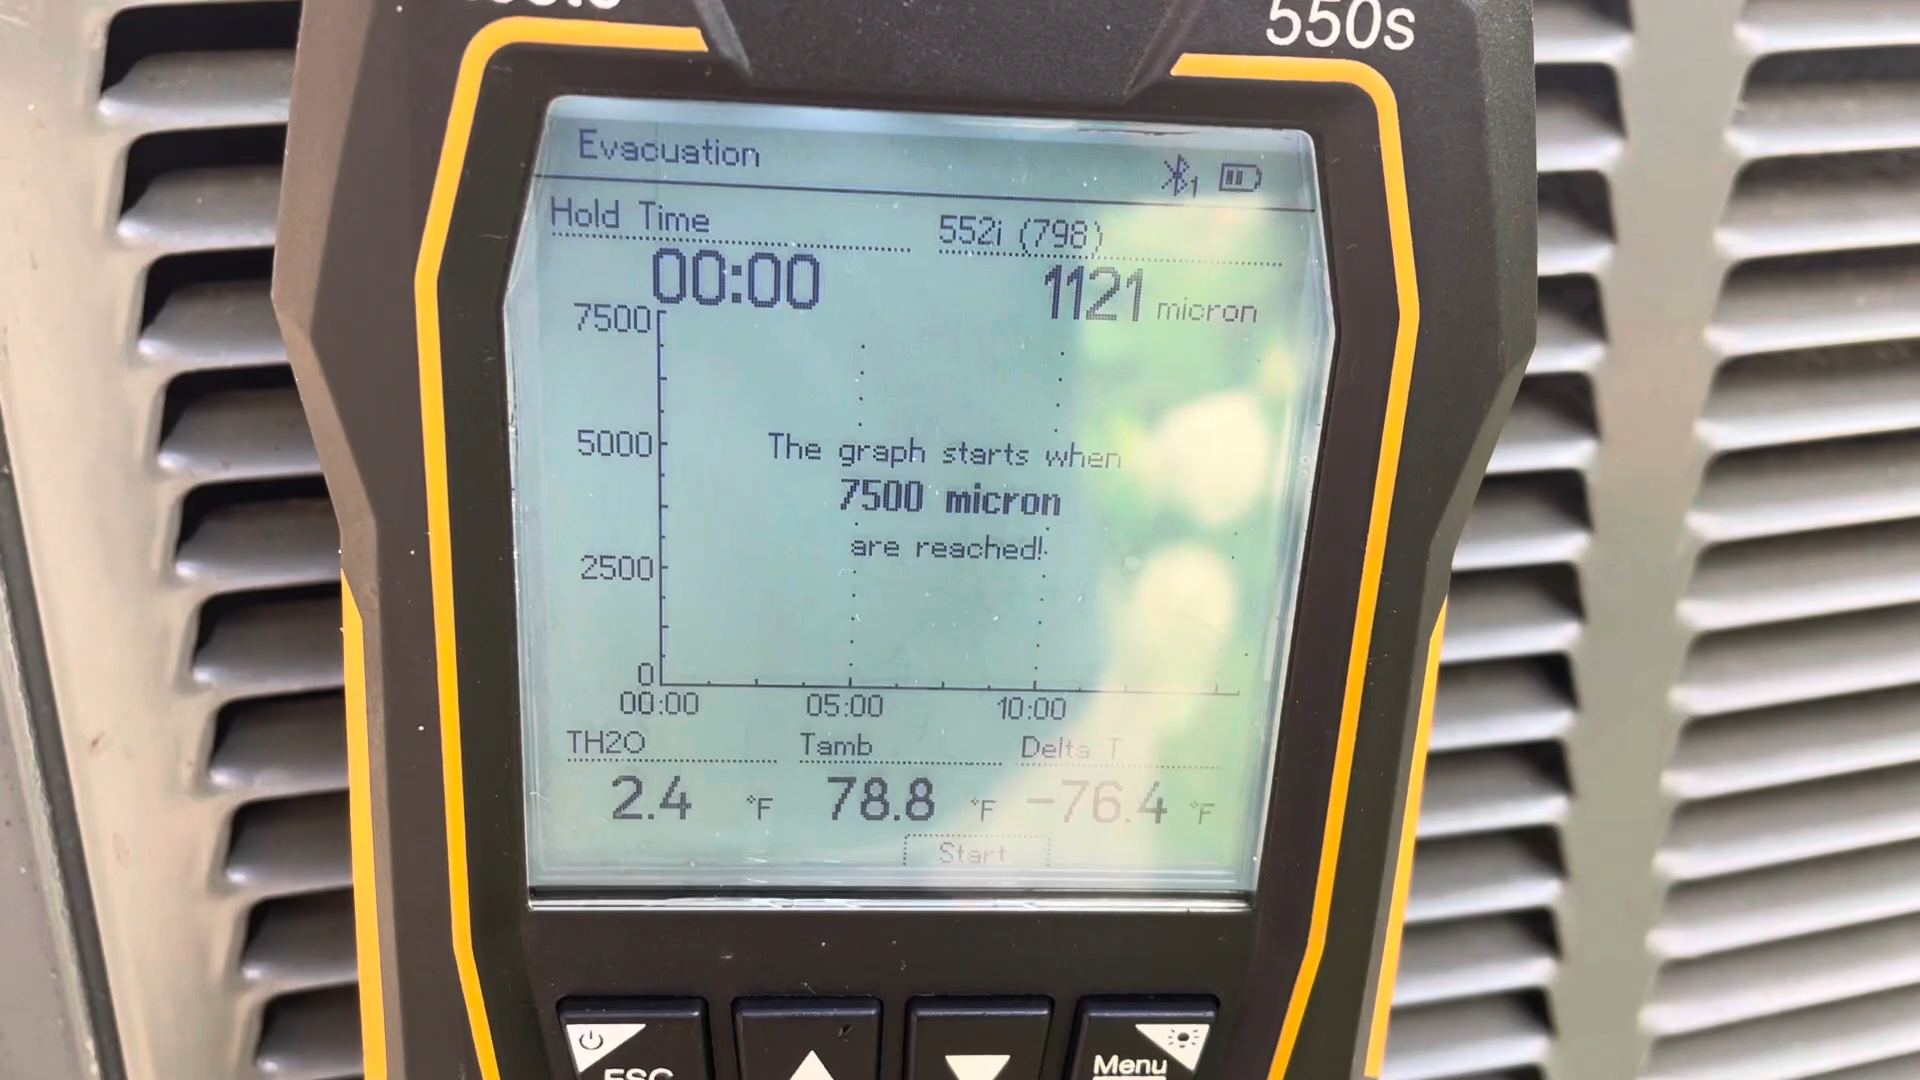 550s
Evacuation
1
Hold Time 552i (798)
00:00 1121 micron
7500
5000
2500
0
The graph starts when
7500 micron
are reached!
00:00 05:00 10:00
TH2O Tamb Delta T
2.4 °F 78.8 °F -76.4 °F
Start
ESC Menu